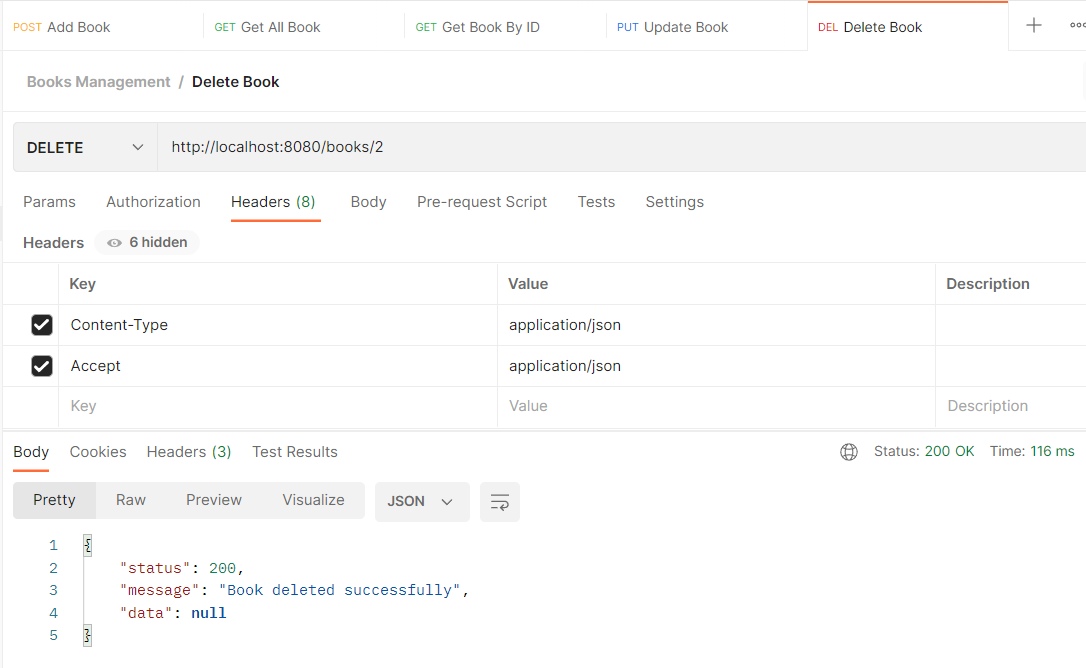 POST Add Book GET Get All Book GET Get Book By ID PUT Update Book DEL Delete Book
Books Management / Delete Book
DELETE http://localhost:8080/books/2
Params Authorization Headers (8) Body Pre-request Script Tests Settings
Headers 6 hidden
Key Value Description
Content-Type application/json
Accept application/json
Key Value Description
Body Cookies Headers (3) Test Results Status: 200 OK Time: 116 ms
Pretty Raw Preview Visualize JSON
1 {
2 "status": 200,
3 "message": "Book deleted successfully",
4 "data": null
5 }